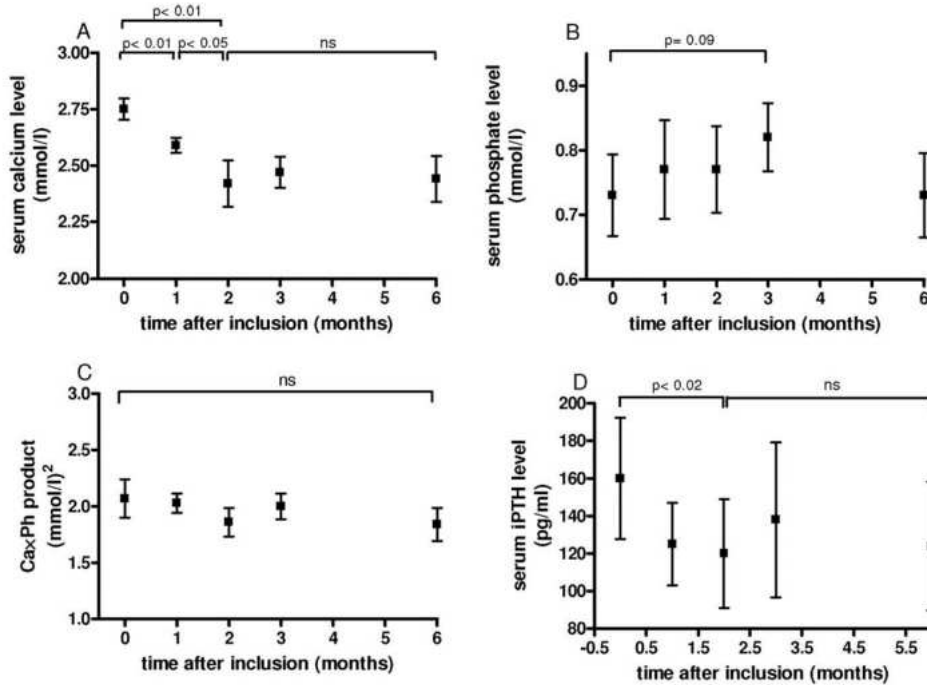 p< 0.01
A
p< 0.01 p< 0.05 ns
3.00
2.75
2.50
2.25
2.00
serum calcium level
(mmol/l)
0 1 2 3 4 5 6
time after inclusion (months)
B
p= 0.09
0.9
0.8
0.7
0.6
serum phosphate level
(mmol/l)
0 1 2 3 4 5 6
time after inclusion (months)
C
ns
3.0
2.5
2.0
1.5
1.0
CaxPh product
(mmol/l)²
0 1 2 3 4 5 6
time after inclusion (months)
D
p< 0.02 ns
200
180
160
140
120
100
80
serum iPTH level
(pg/ml)
-0.5 0.5 1.5 2.5 3.5 4.5 5.5
time after inclusion (months)